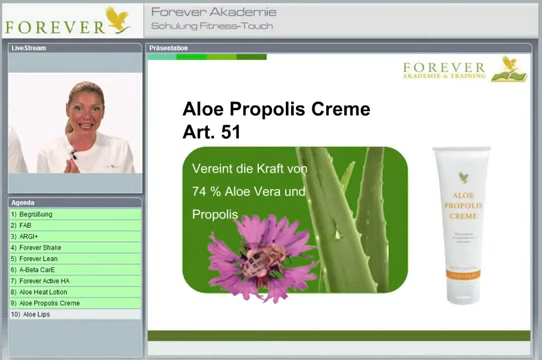 FOREVER
Forever Akademie
Schulung Fitness-Touch
LiveStream
Präsentation
FOREVER
AKADEMIE & TRAINING
Aloe Propolis Creme
Art. 51
Vereint die Kraft von
74 % Aloe Vera und
Propolis
ALOE
PROPOLIS
CREME
Agenda
1) Begrüßung
2) FAB
3) ARGI+
4) Forever Shake
5) Forever Lean
6) A-Beta CarE
7) Forever Active HA
8) Aloe Heat Lotion
9) Aloe Propolis Creme
10) Aloe Lips